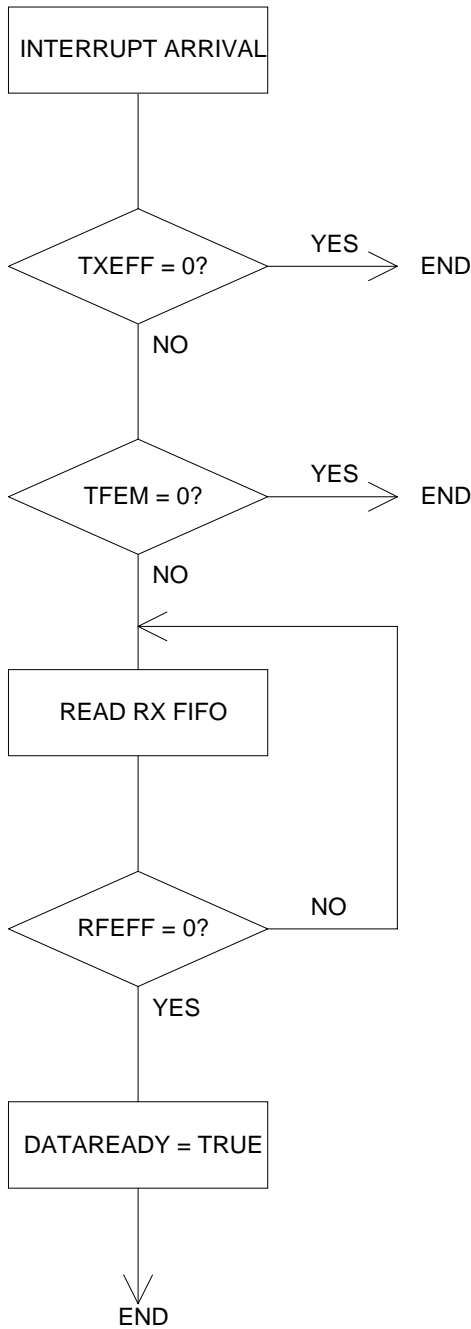 INTERRUPT ARRIVAL
TXEFF = 0?
YES
END
NO
TFEM = 0?
YES
END
NO
READ RX FIFO
RFEFF = 0?
NO
YES
DATAREADY = TRUE
END